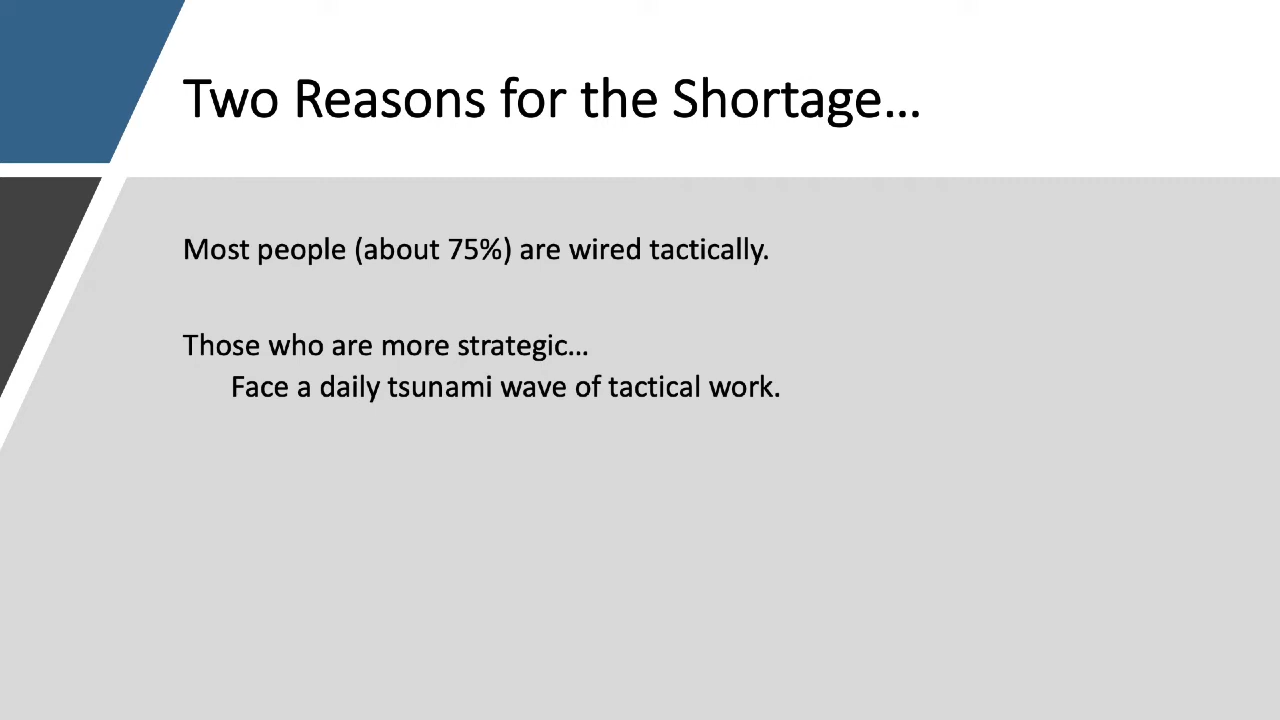 Two Reasons for the Shortage…
Most people (about 75%) are wired tactically.
Those who are more strategic…
Face a daily tsunami wave of tactical work.